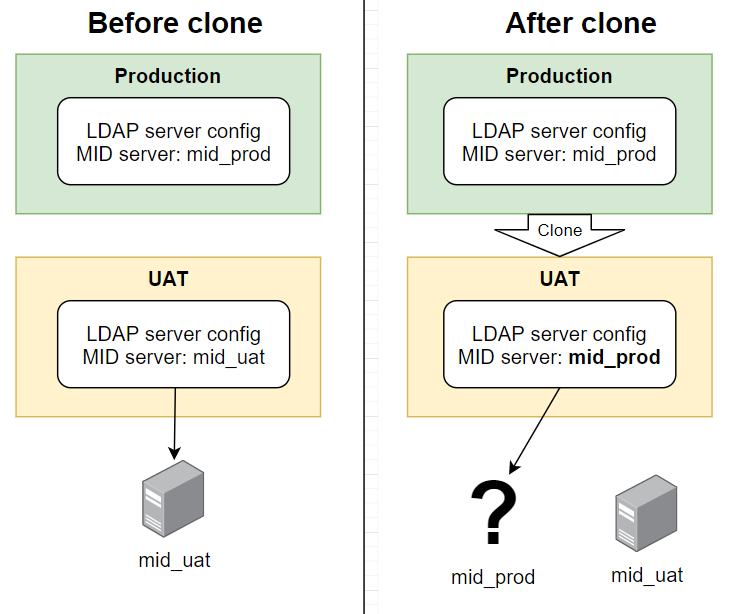 Before clone
Production
LDAP server config
MID server: mid_prod
UAT
LDAP server config
MID server: mid_uat
mid_uat
After clone
Production
LDAP server config
MID server: mid_prod
Clone
UAT
LDAP server config
MID server: mid_prod
?
mid_prod
mid_uat